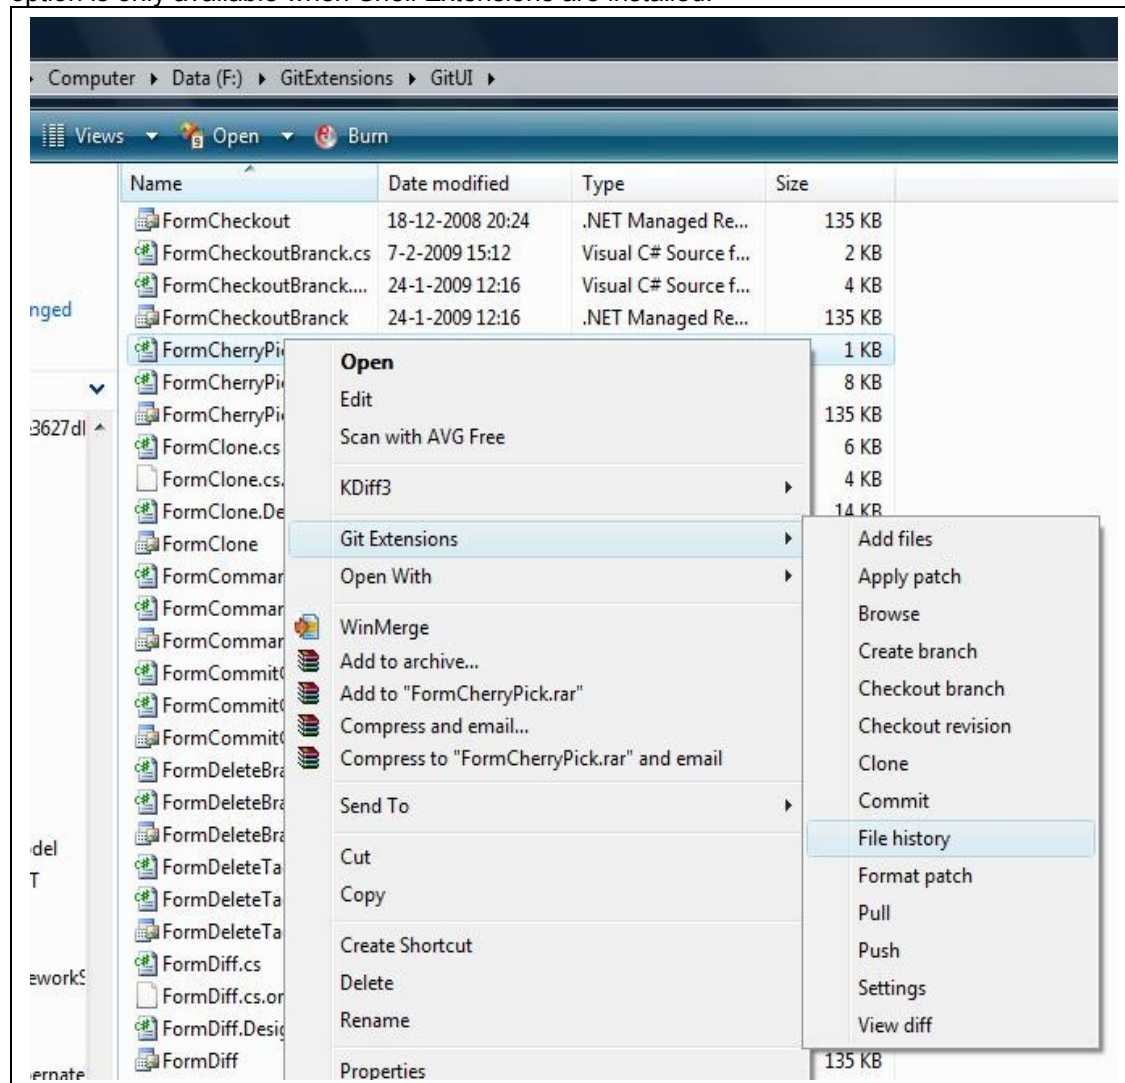 option is only available when Shell Extensions are installed.
Computer Data (F:) GitExtensions GitUI
Views Open Burn
Name Date modified Type Size
FormCheckout 18-12-2008 20:24 .NET Managed Re... 135 KB
FormCheckoutBranck.cs 7-2-2009 15:12 Visual C# Source f... 2 KB
FormCheckoutBranck.... 24-1-2009 12:16 Visual C# Source f... 4 KB
nged
FormCheckoutBranck 24-1-2009 12:16 .NET Managed Re... 135 KB
FormCherryPi 1 KB
FormCherryPi 8 KB
FormCherryPi 135 KB
3627dl
FormClone.cs 6 KB
FormClone.cs. 4 KB
FormClone.De 14 KB
FormClone
FormCommar
FormCommar
FormCommar
FormCommit
FormCommit
FormCommit
FormDeleteBra
FormDeleteBra
FormDeleteBra
odel
FormDeleteTa
T
FormDeleteTa
FormDeleteTa
FormDiff.cs
eworkS
FormDiff.cs.or
FormDiff.Desig
FormDiff 135 KB
ernate
Open
Edit
Scan with AVG Free
KDiff3
Git Extensions
Open With
WinMerge
Add to archive...
Add to "FormCherryPick.rar"
Compress and email...
Compress to "FormCherryPick.rar" and email
Send To
Cut
Copy
Create Shortcut
Delete
Rename
Properties
Add files
Apply patch
Browse
Create branch
Checkout branch
Checkout revision
Clone
Commit
File history
Format patch
Pull
Push
Settings
View diff